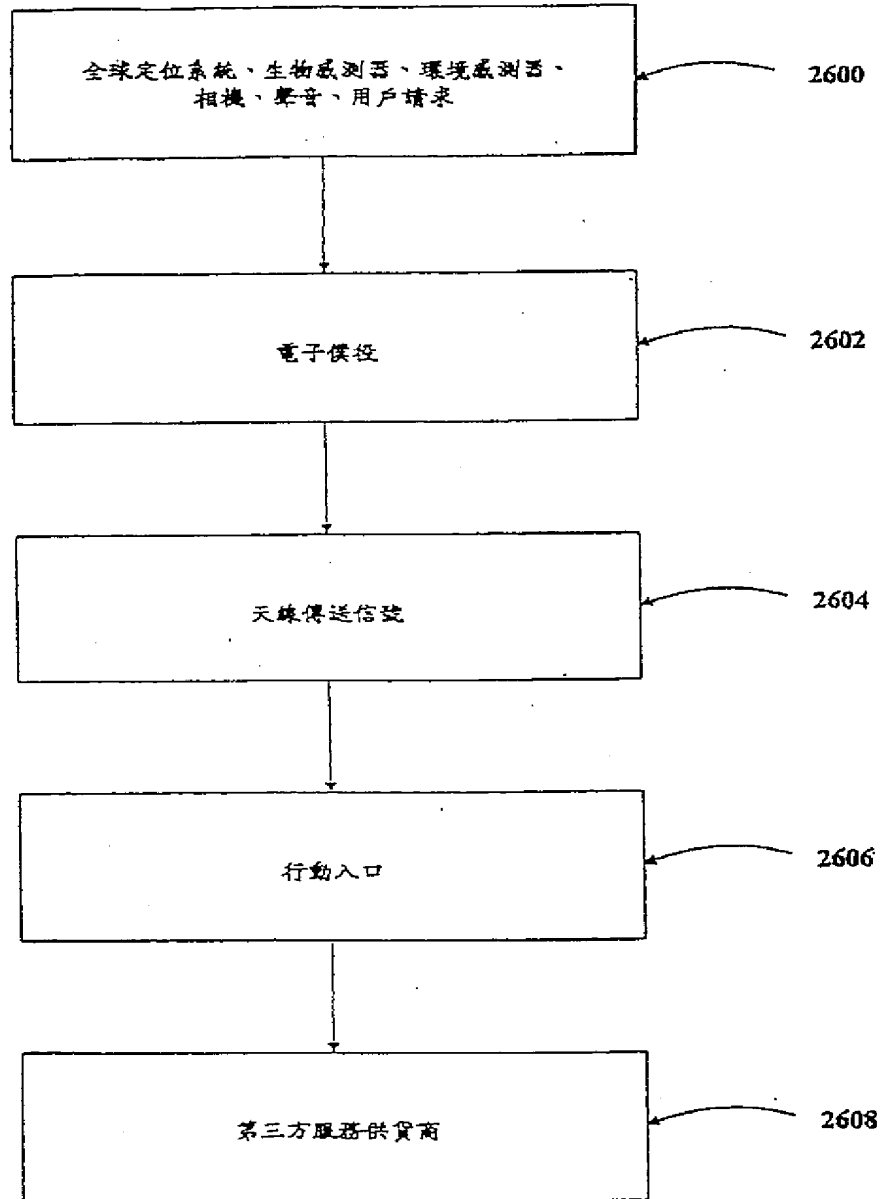 全球定位系統、生物感測器、環境感測器、
相機、聲音、用戶請求
2600
電子僕役
2602
天線傳送信號
2604
行動入口
2606
第三方服務供貨商
2608